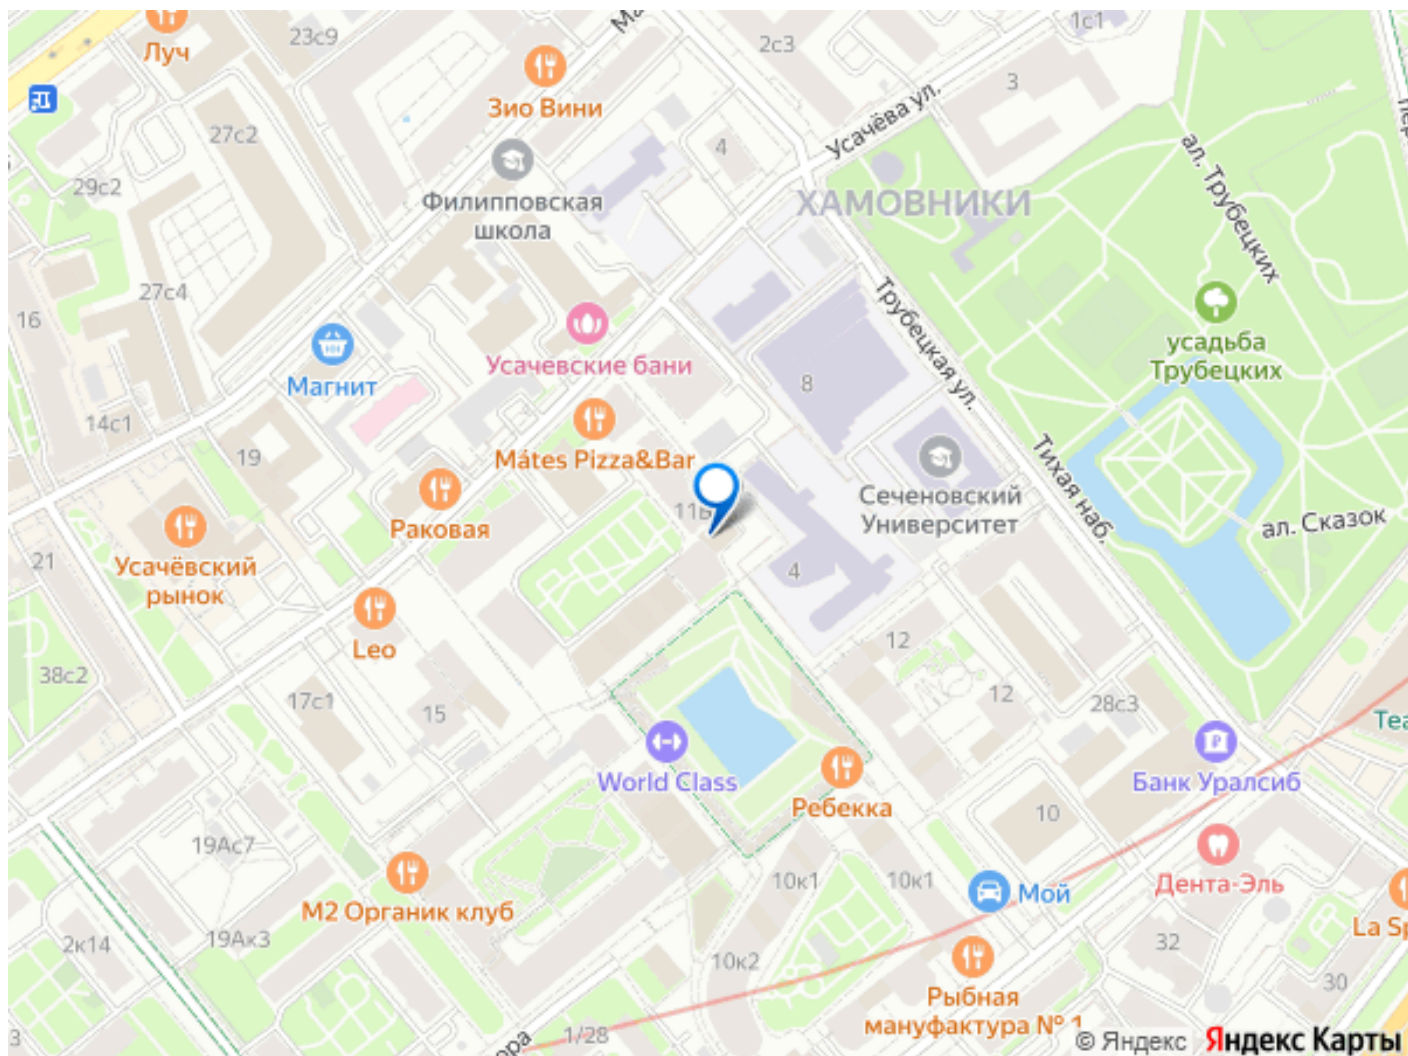 1с1
23с9
Луч
2с3
Зио Вини
3
Усачёва ул.
27с2
4
ал. Трубецких
29с2
Филипповская
школа
ХАМОВНИКИ
27с4
16
Трубецкая ул.
усадьба
Трубецких
Усачевские бани
Магнит
8
14с1
19
Mátes Pizza&Bar
Тихая наб.
Раковая
Сеченовский
Университет
ал. Сказок
21
Усачёвский
рынок
4
Leo
12
38с2
17с1
15
12
28с3
Банк Уралсиб
World Class
Ребекка
10
19Ас7
Дента-Эль
10к1
10к1
Мой
М2 Органик клуб
2к14
19Ак3
32
10к2
30
Рыбная
мануфактура № 1
1/28
3
© Яндекс Яндекс Карты